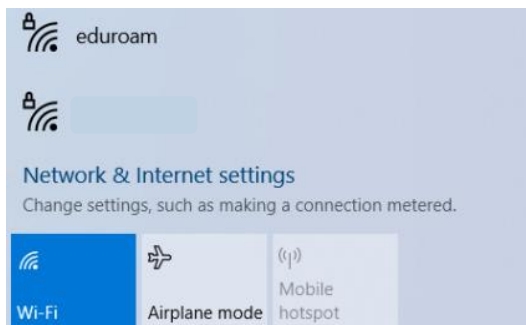 eduroam
Network & Internet settings
Change settings, such as making a connection metered.
Wi-Fi
Airplane mode
Mobile
hotspot